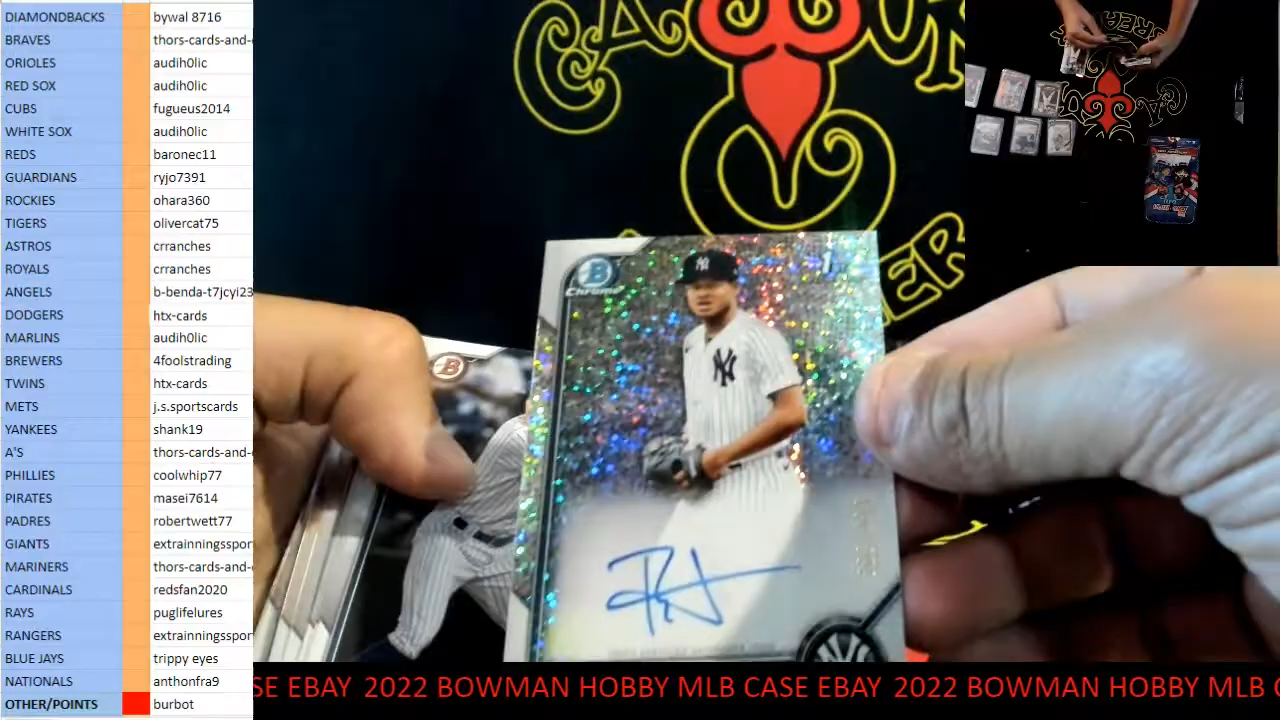 DIAMONDBACKS bywal 8716
BRAVES thors-cards-and-
ORIOLES audih0lic
RED SOX audih0lic
CUBS fugueus2014
WHITE SOX audih0lic
REDS baronec11
GUARDIANS ryjo7391
ROCKIES ohara360
TIGERS olivercat75
ASTROS crranches
ROYALS crranches
ANGELS b-benda-t7jcyi23
DODGERS htx-cards
MARLINS audih0lic
BREWERS 4foolstrading
TWINS htx-cards
METS j.s.sportscards
YANKEES shank19
A'S thors-cards-and-
PHILLIES coolwhip77
PIRATES masei7614
PADRES robertwett77
GIANTS extrainningsspor
MARINERS thors-cards-and-
CARDINALS redsfan2020
RAYS puglifelures
RANGERS extrainningsspor
BLUE JAYS trippy eyes
NATIONALS anthonfra9
OTHER/POINTS burbot
B
Chrome
1
NY
NY
B
SE EBAY 2022 BOWMAN HOBBY MLB CASE EBAY 2022 BOWMAN HOBBY MLB C